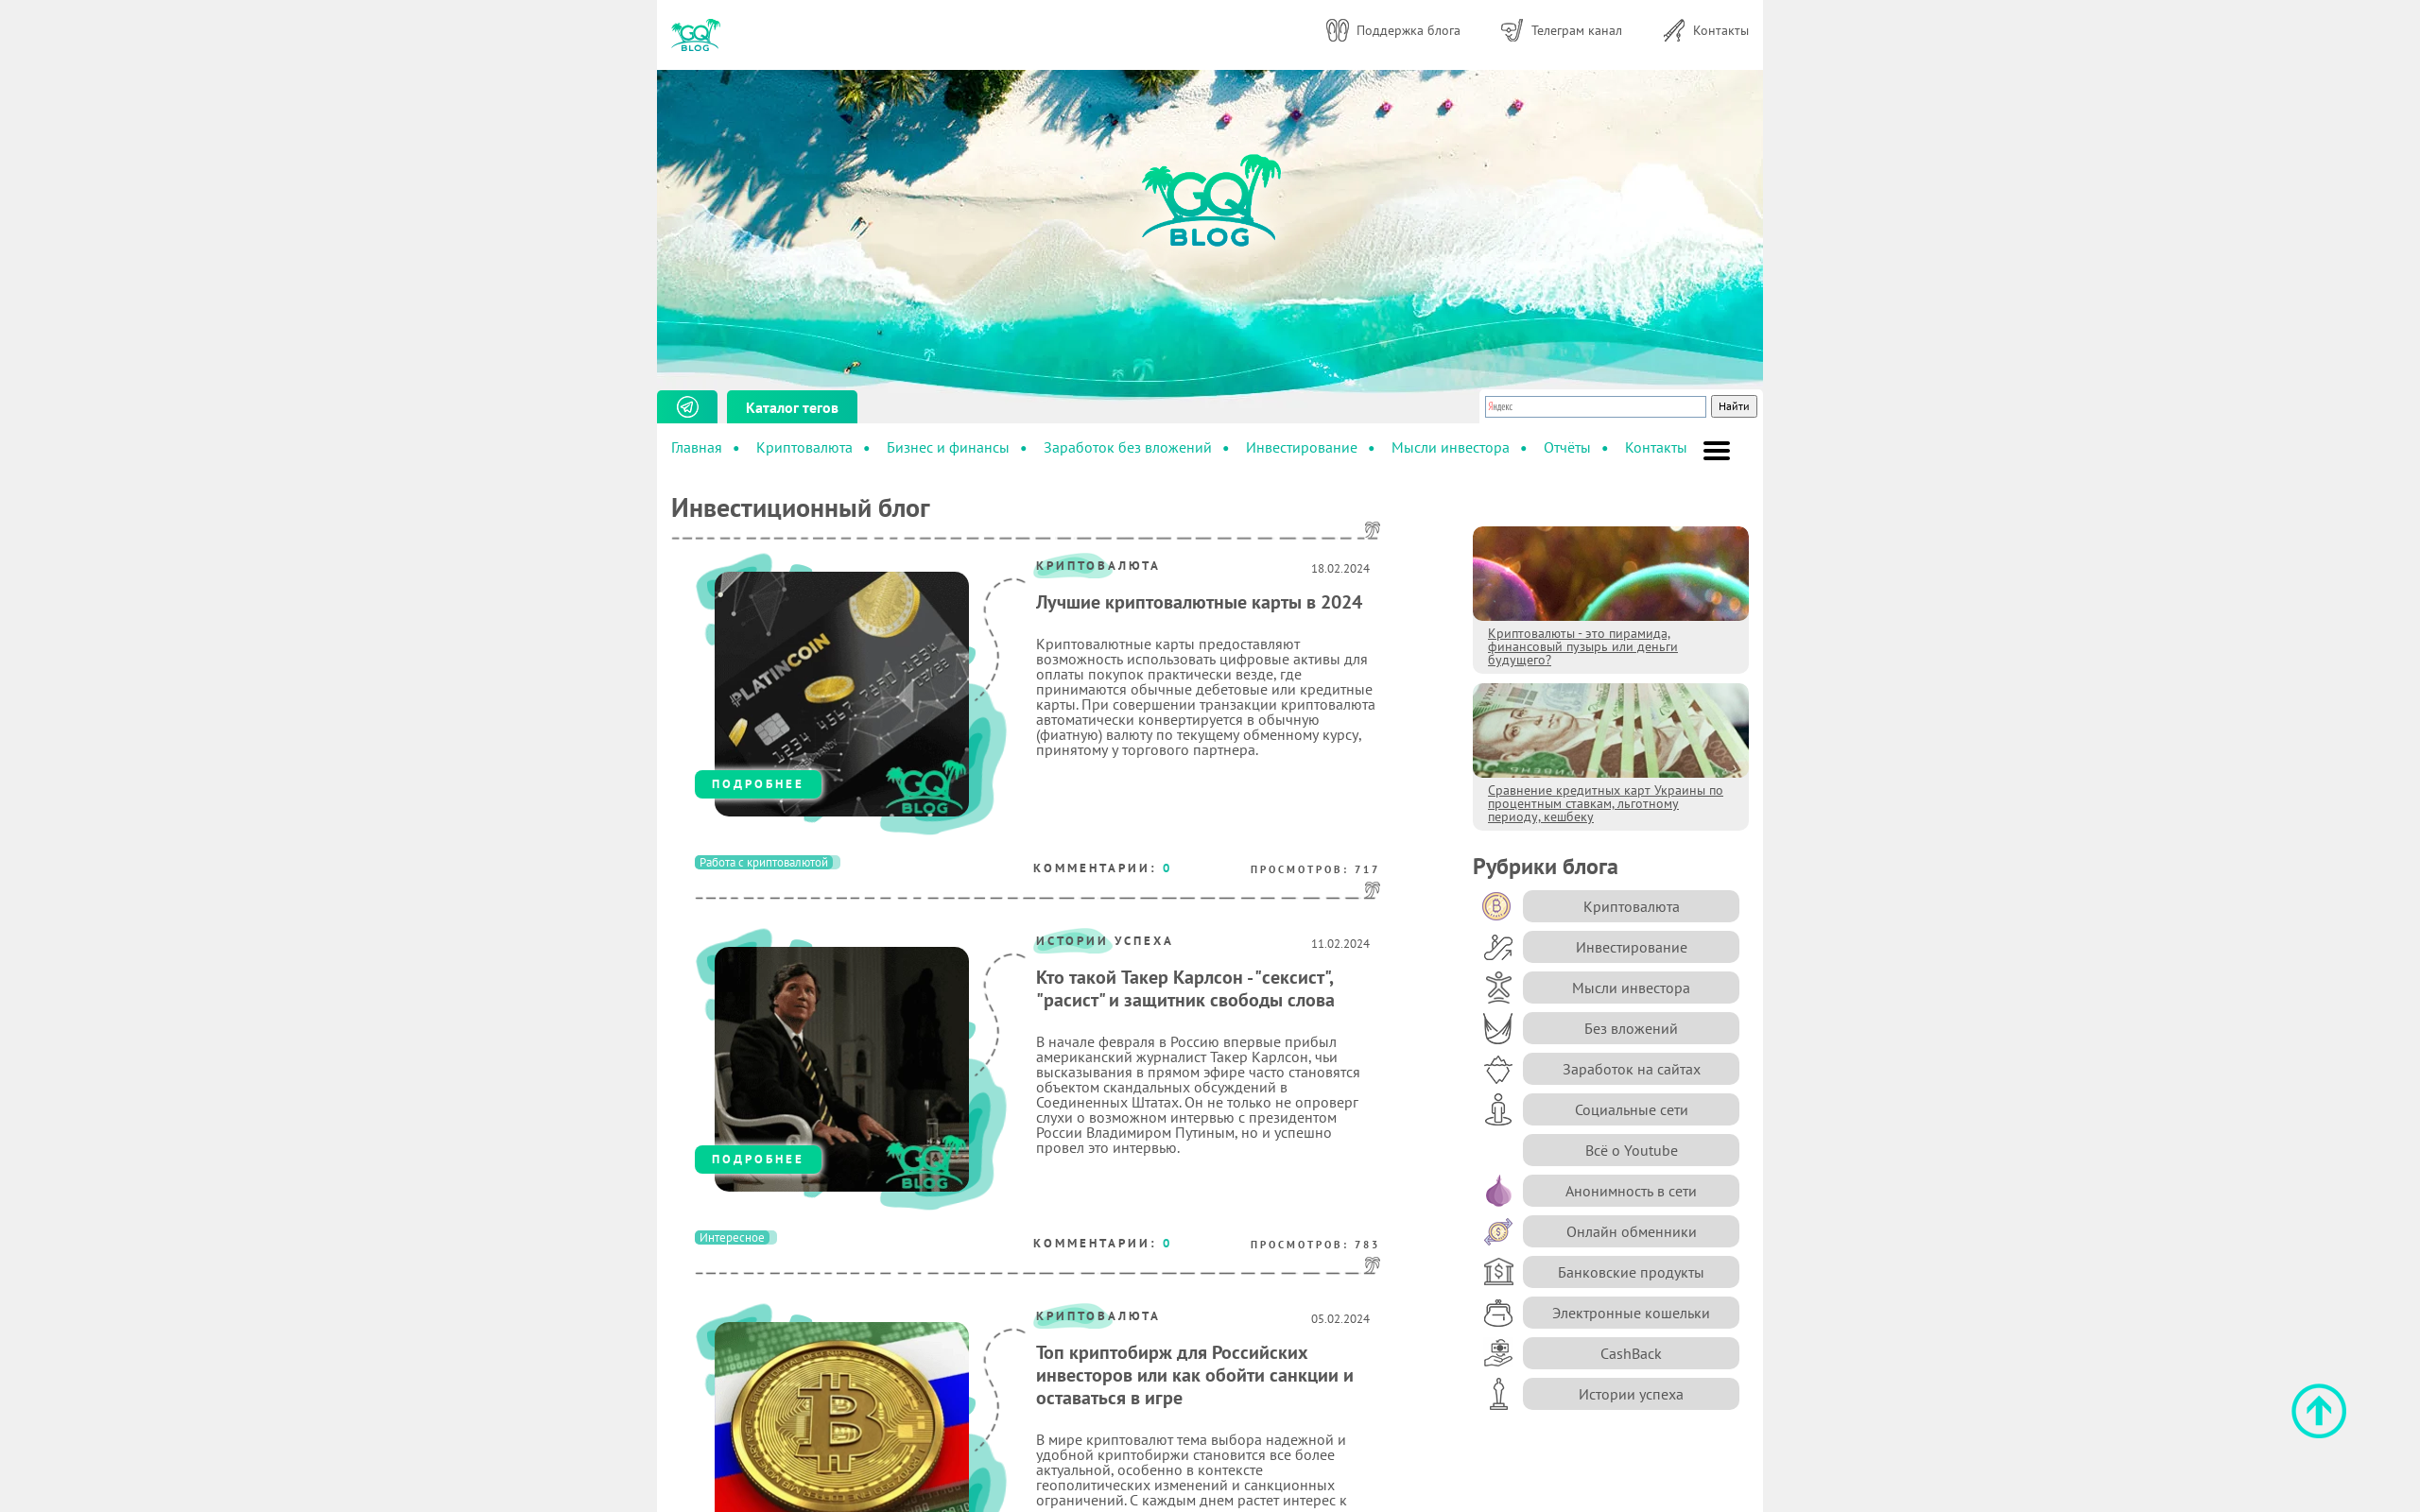 GQ
BLOG
Поддержка блога
Телеграм канал
Контакты
GQ
BLOG
Каталог тегов
Яндекс
Найти
Главная • Криптовалюта • Бизнес и финансы • Заработок без вложений • Инвестирование • Мысли инвестора • Отчёты • Контакты
Инвестиционный блог
КРИПТОВАЛЮТА
18.02.2024
Лучшие криптовалютные карты в 2024
Криптовалютные карты предоставляют
возможность использовать цифровые активы для
оплаты покупок практически везде, где
принимаются обычные дебетовые или кредитные
карты. При совершении транзакции криптовалюта
автоматически конвертируется в обычную
(фиатную) валюту по текущему обменному курсу,
принятому у торгового партнера.
PLATINCOIN
1234 4567 7890 1234
02/22
GQ
BLOG
ПОДРОБНЕЕ
Работа с криптовалютой
КОММЕНТАРИИ: 0
ПРОСМОТРОВ: 717
ИСТОРИИ УСПЕХА
11.02.2024
Кто такой Такер Карлсон - "сексист",
"расист" и защитник свободы слова
В начале февраля в Россию впервые прибыл
американский журналист Такер Карлсон, чьи
высказывания в прямом эфире часто становятся
объектом скандальных обсуждений в
Соединенных Штатах. Он не только не опроверг
слухи о возможном интервью с президентом
России Владимиром Путиным, но и успешно
провел это интервью.
GQ
BLOG
ПОДРОБНЕЕ
Интересное
КОММЕНТАРИИ: 0
ПРОСМОТРОВ: 783
КРИПТОВАЛЮТА
05.02.2024
Топ криптобирж для Российских
инвесторов или как обойти санкции и
оставаться в игре
В мире криптовалют тема выбора надежной и
удобной криптобиржи становится все более
актуальной, особенно в контексте
геополитических изменений и санкционных
ограничений. С каждым днем растет интерес к
Криптовалюты - это пирамида,
финансовый пузырь или деньги
будущего?
Сравнение кредитных карт Украины по
процентным ставкам, льготному
периоду, кешбеку
Рубрики блога
Криптовалюта
Инвестирование
Мысли инвестора
Без вложений
Заработок на сайтах
Социальные сети
Всё о Youtube
Анонимность в сети
Онлайн обменники
Банковские продукты
Электронные кошельки
CashBack
Истории успеха